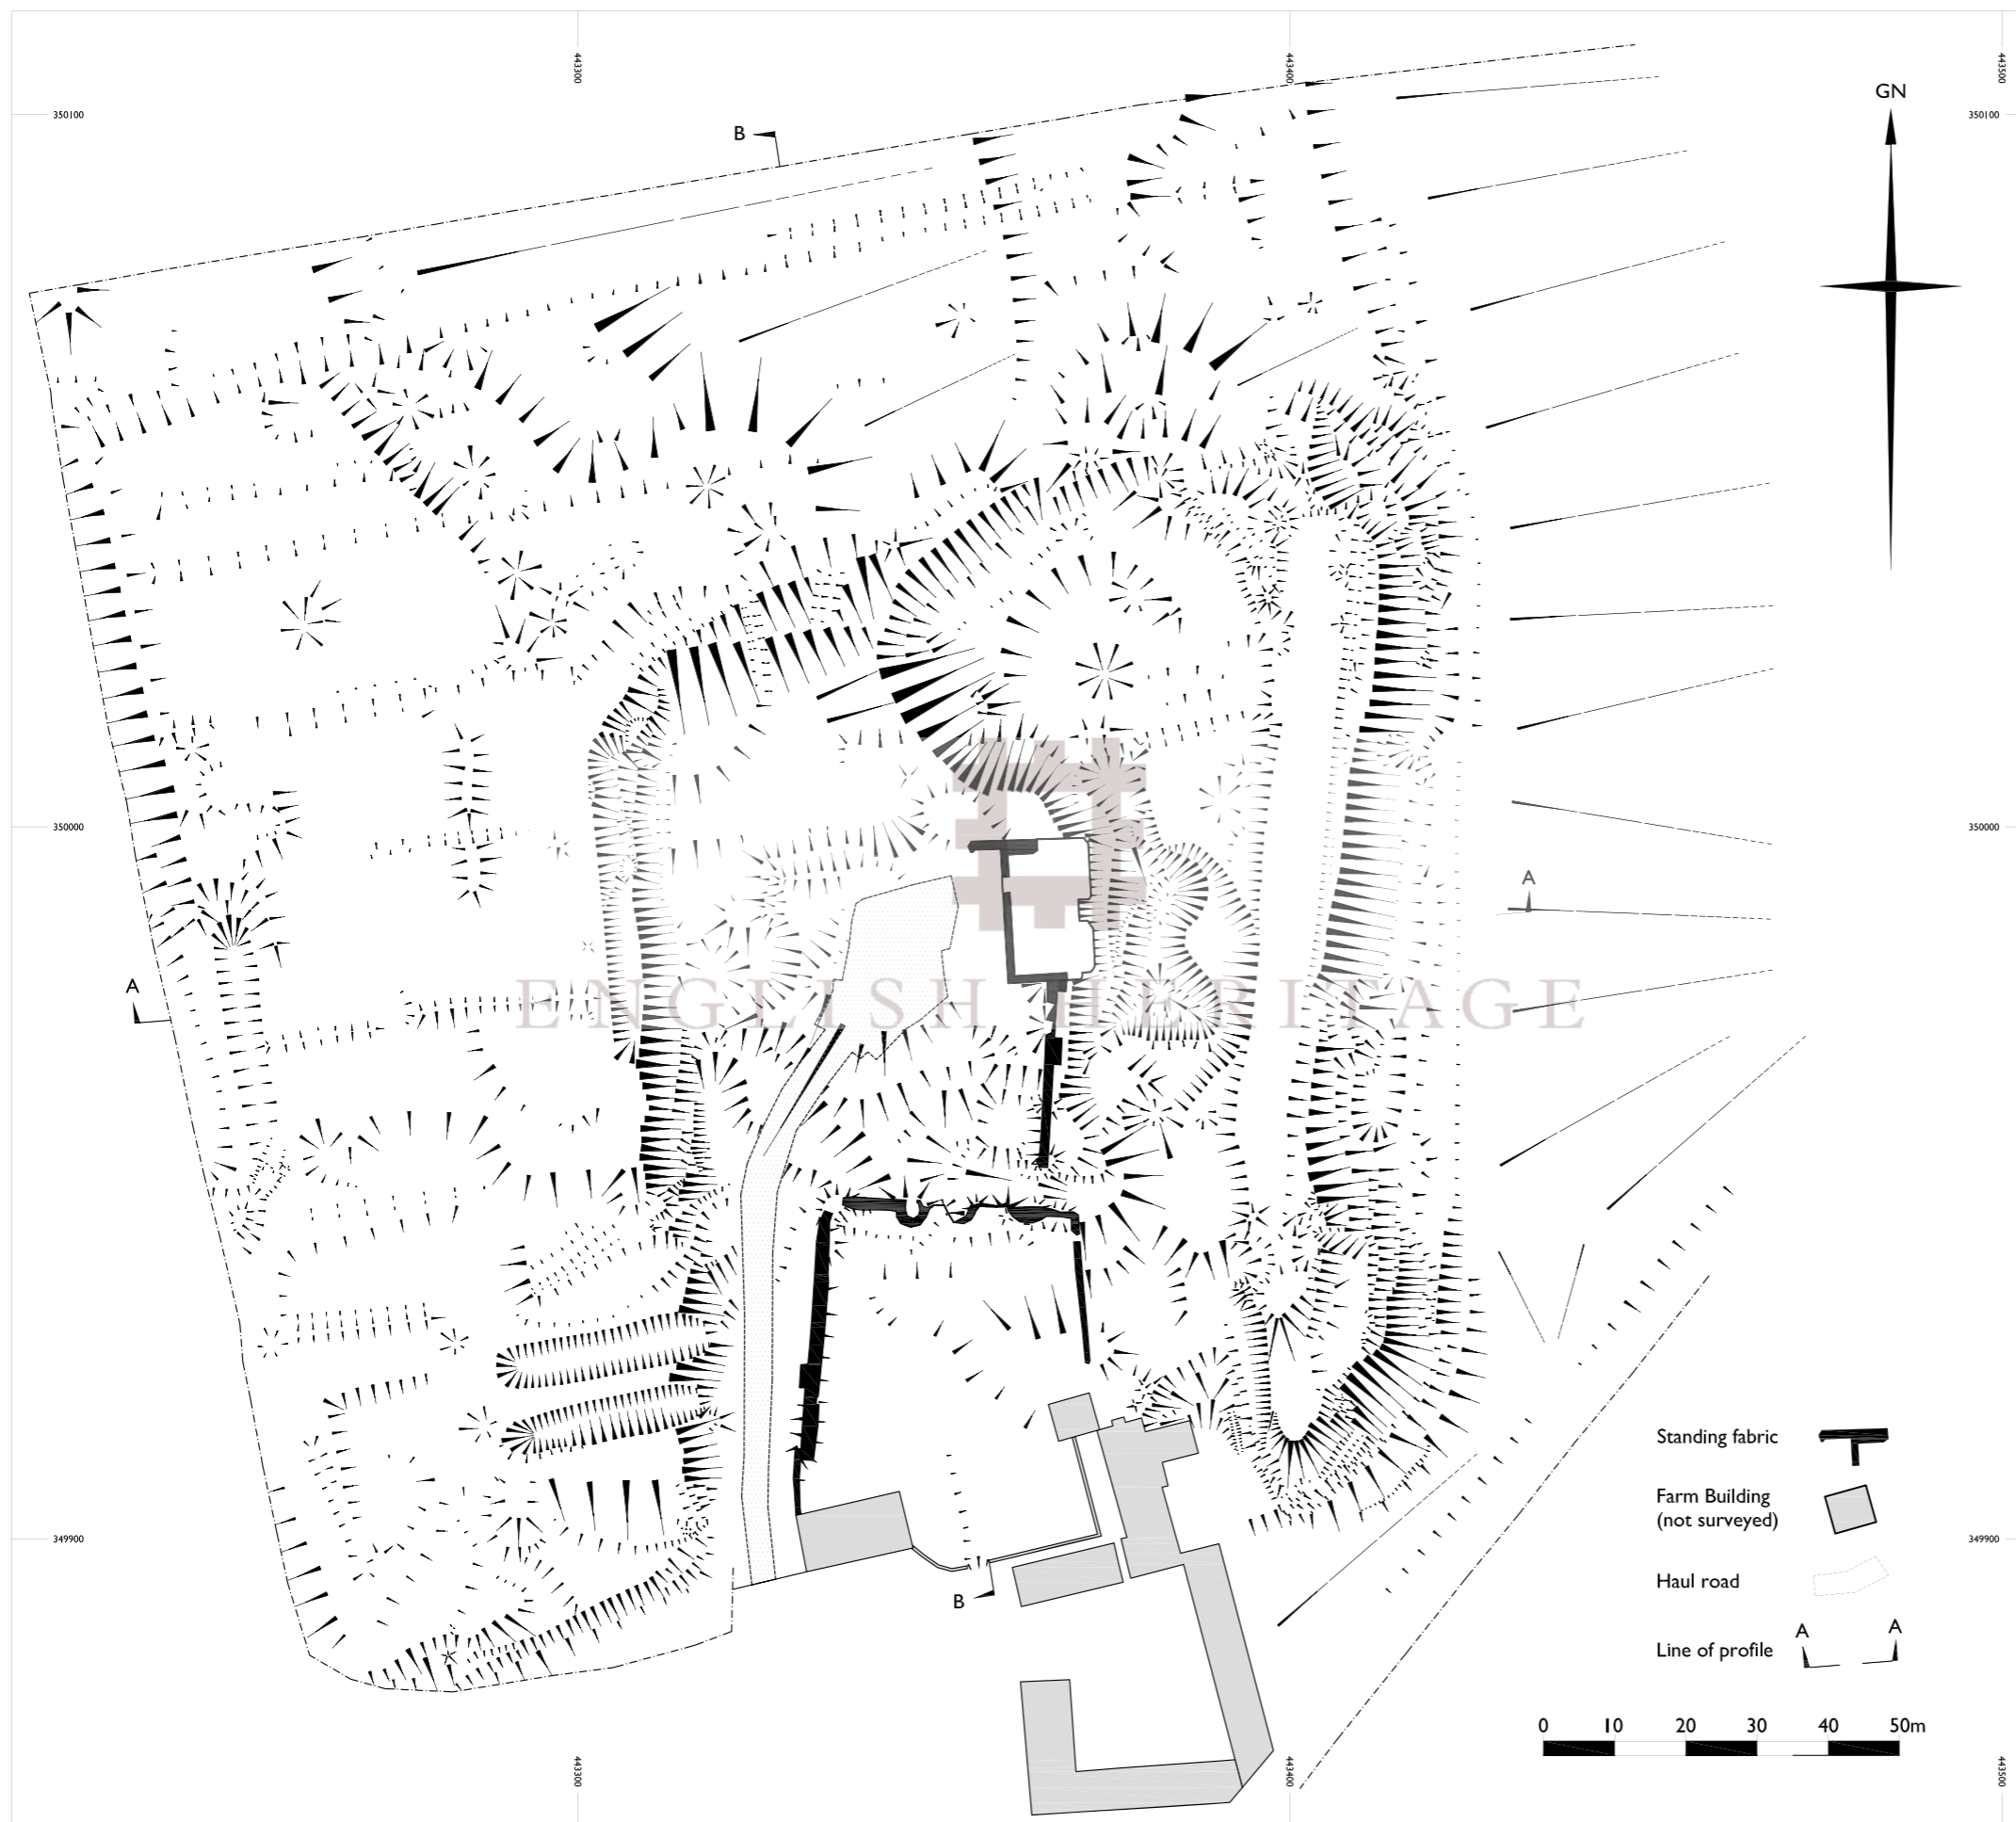 443300
443400
443500
350100
350100
GN
B
350000
350000
A
A
ENGLISH HERITAGE
Standing fabric
Farm Building
(not surveyed)
349900
349900
Haul road
B
A A
Line of profile
0 10 20 30 40 50m
443300
443400
443500